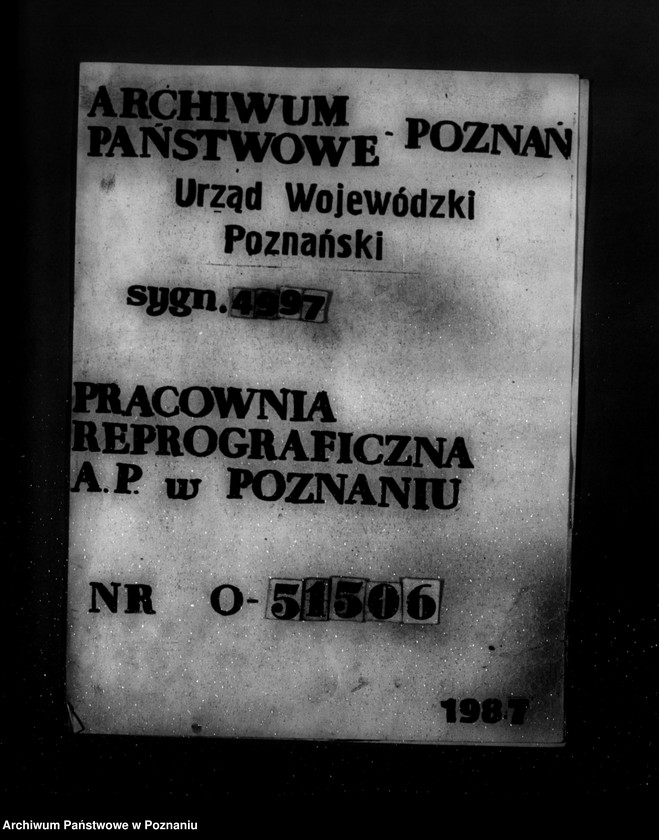 ARCHIWUM
PAŃSTWOWE - POZNAŃ
Urząd Wojewódzki
Poznański
sygn. 4997
PRACOWNIA
REPROGRAFICZNA
A.P. w POZNANIU
NR O-51506
1987
Archiwum Państwowe w Poznaniu